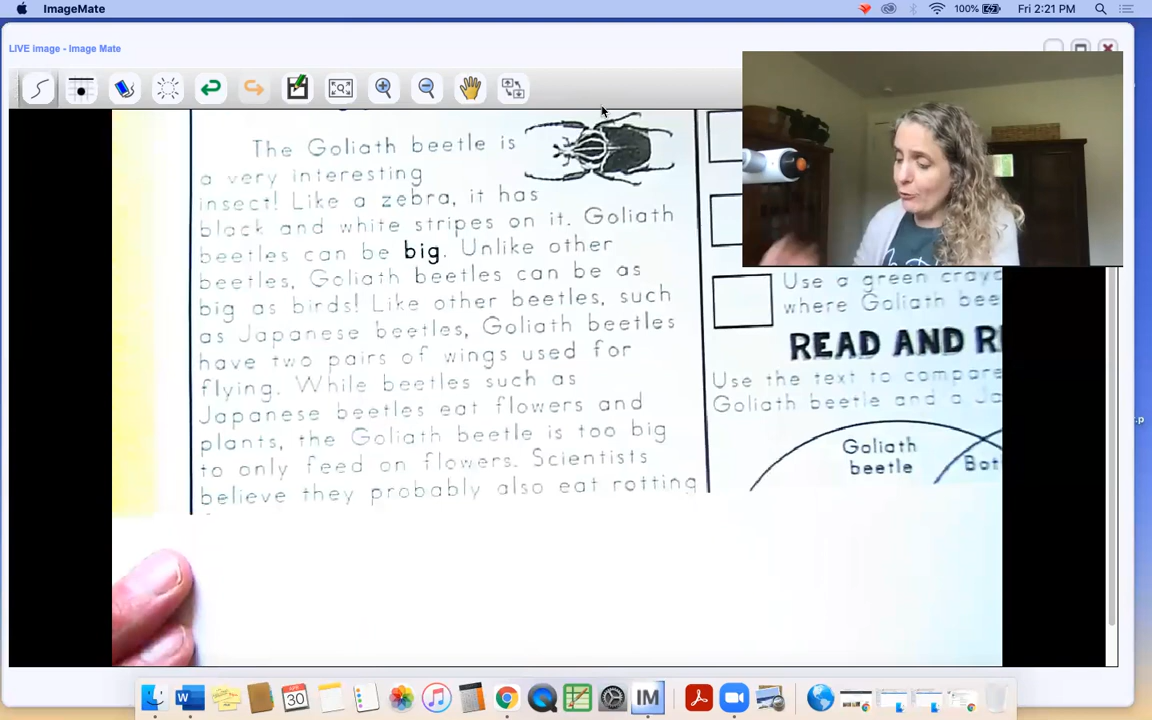 ImageMate
100%
Fri 2:21 PM
LIVE image - Image Mate
The Goliath beetle is
a very interesting
insect! Like a zebra, it has
black and white stripes on it. Goliath
beetles can be big. Unlike other
beetles, Goliath beetles can be as
big as birds! Like other beetles, such
as Japanese beetles, Goliath beetles
have two pairs of wings used for
flying. While beetles such as
Japanese beetles eat flowers and
plants, the Goliath beetle is too big
to only feed on flowers. Scientists
believe they probably also eat rotting
Use a green crayo
where Goliath bee
READ AND R
Use the text to compare
Goliath beetle and a Ja
Goliath
beetle
Bot
.p
30
IM